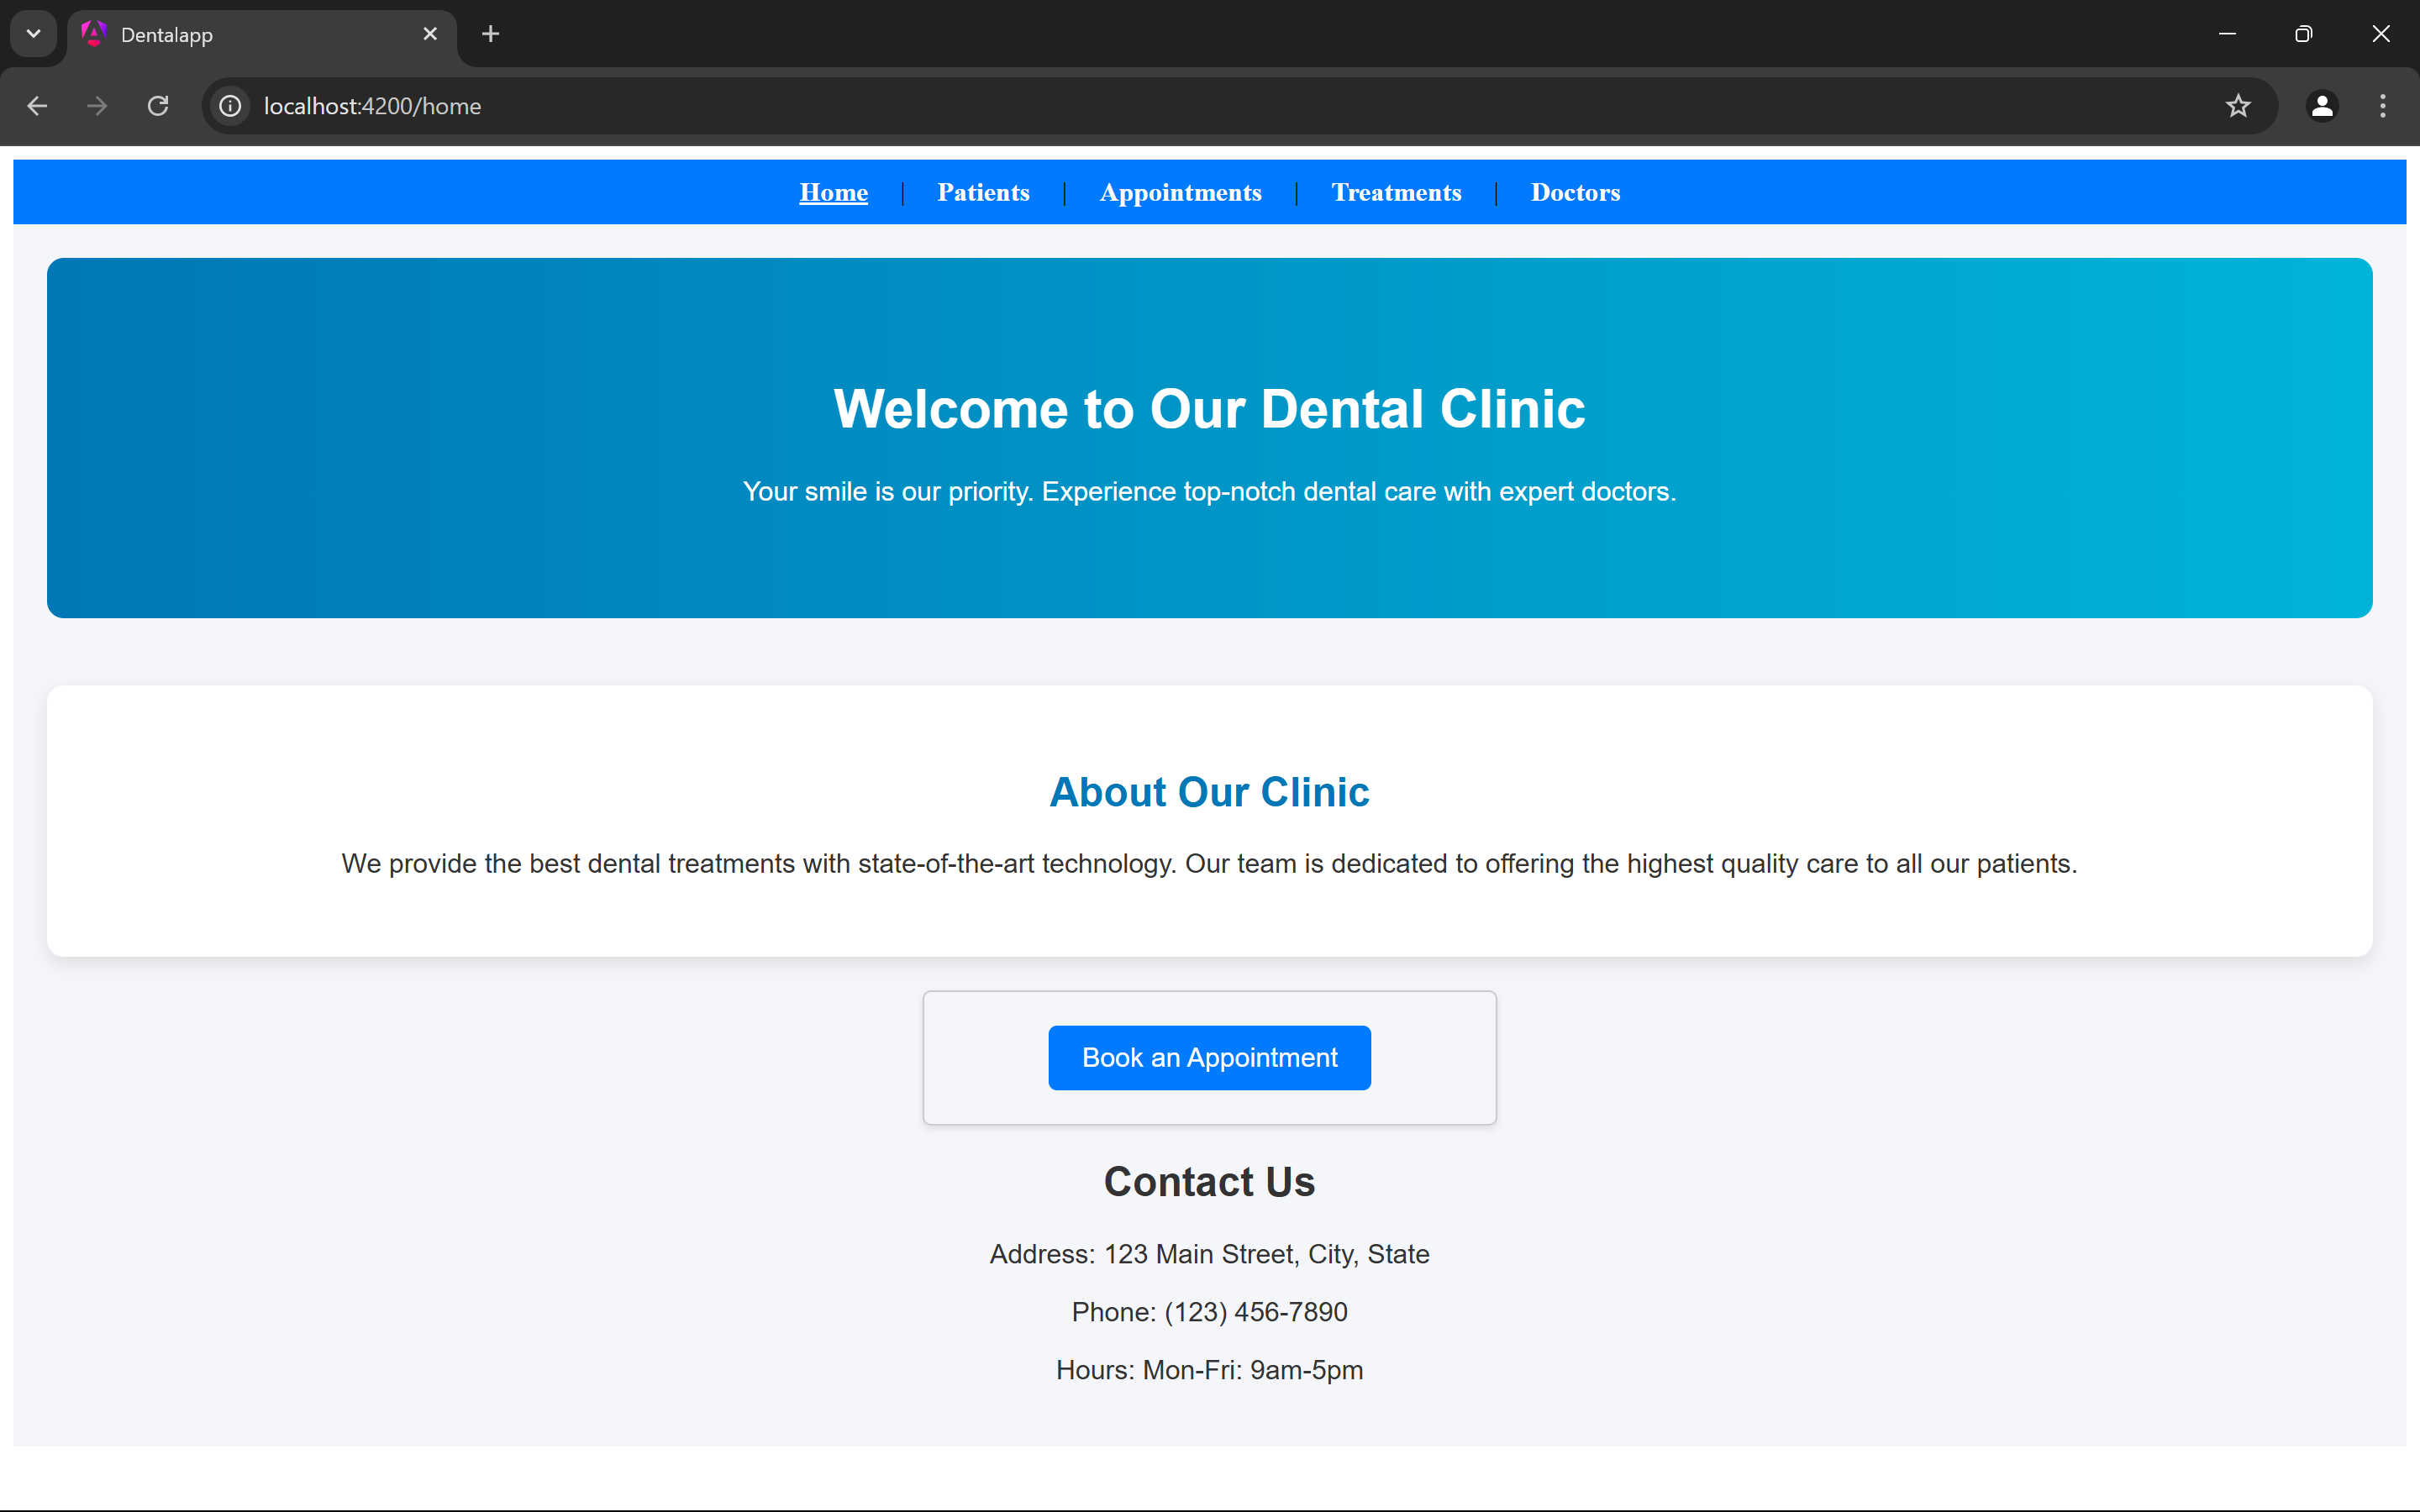 Dentalapp
localhost:4200/home
Home | Patients | Appointments | Treatments | Doctors
Welcome to Our Dental Clinic
Your smile is our priority. Experience top-notch dental care with expert doctors.
About Our Clinic
We provide the best dental treatments with state-of-the-art technology. Our team is dedicated to offering the highest quality care to all our patients.
Book an Appointment
Contact Us
Address: 123 Main Street, City, State
Phone: (123) 456-7890
Hours: Mon-Fri: 9am-5pm